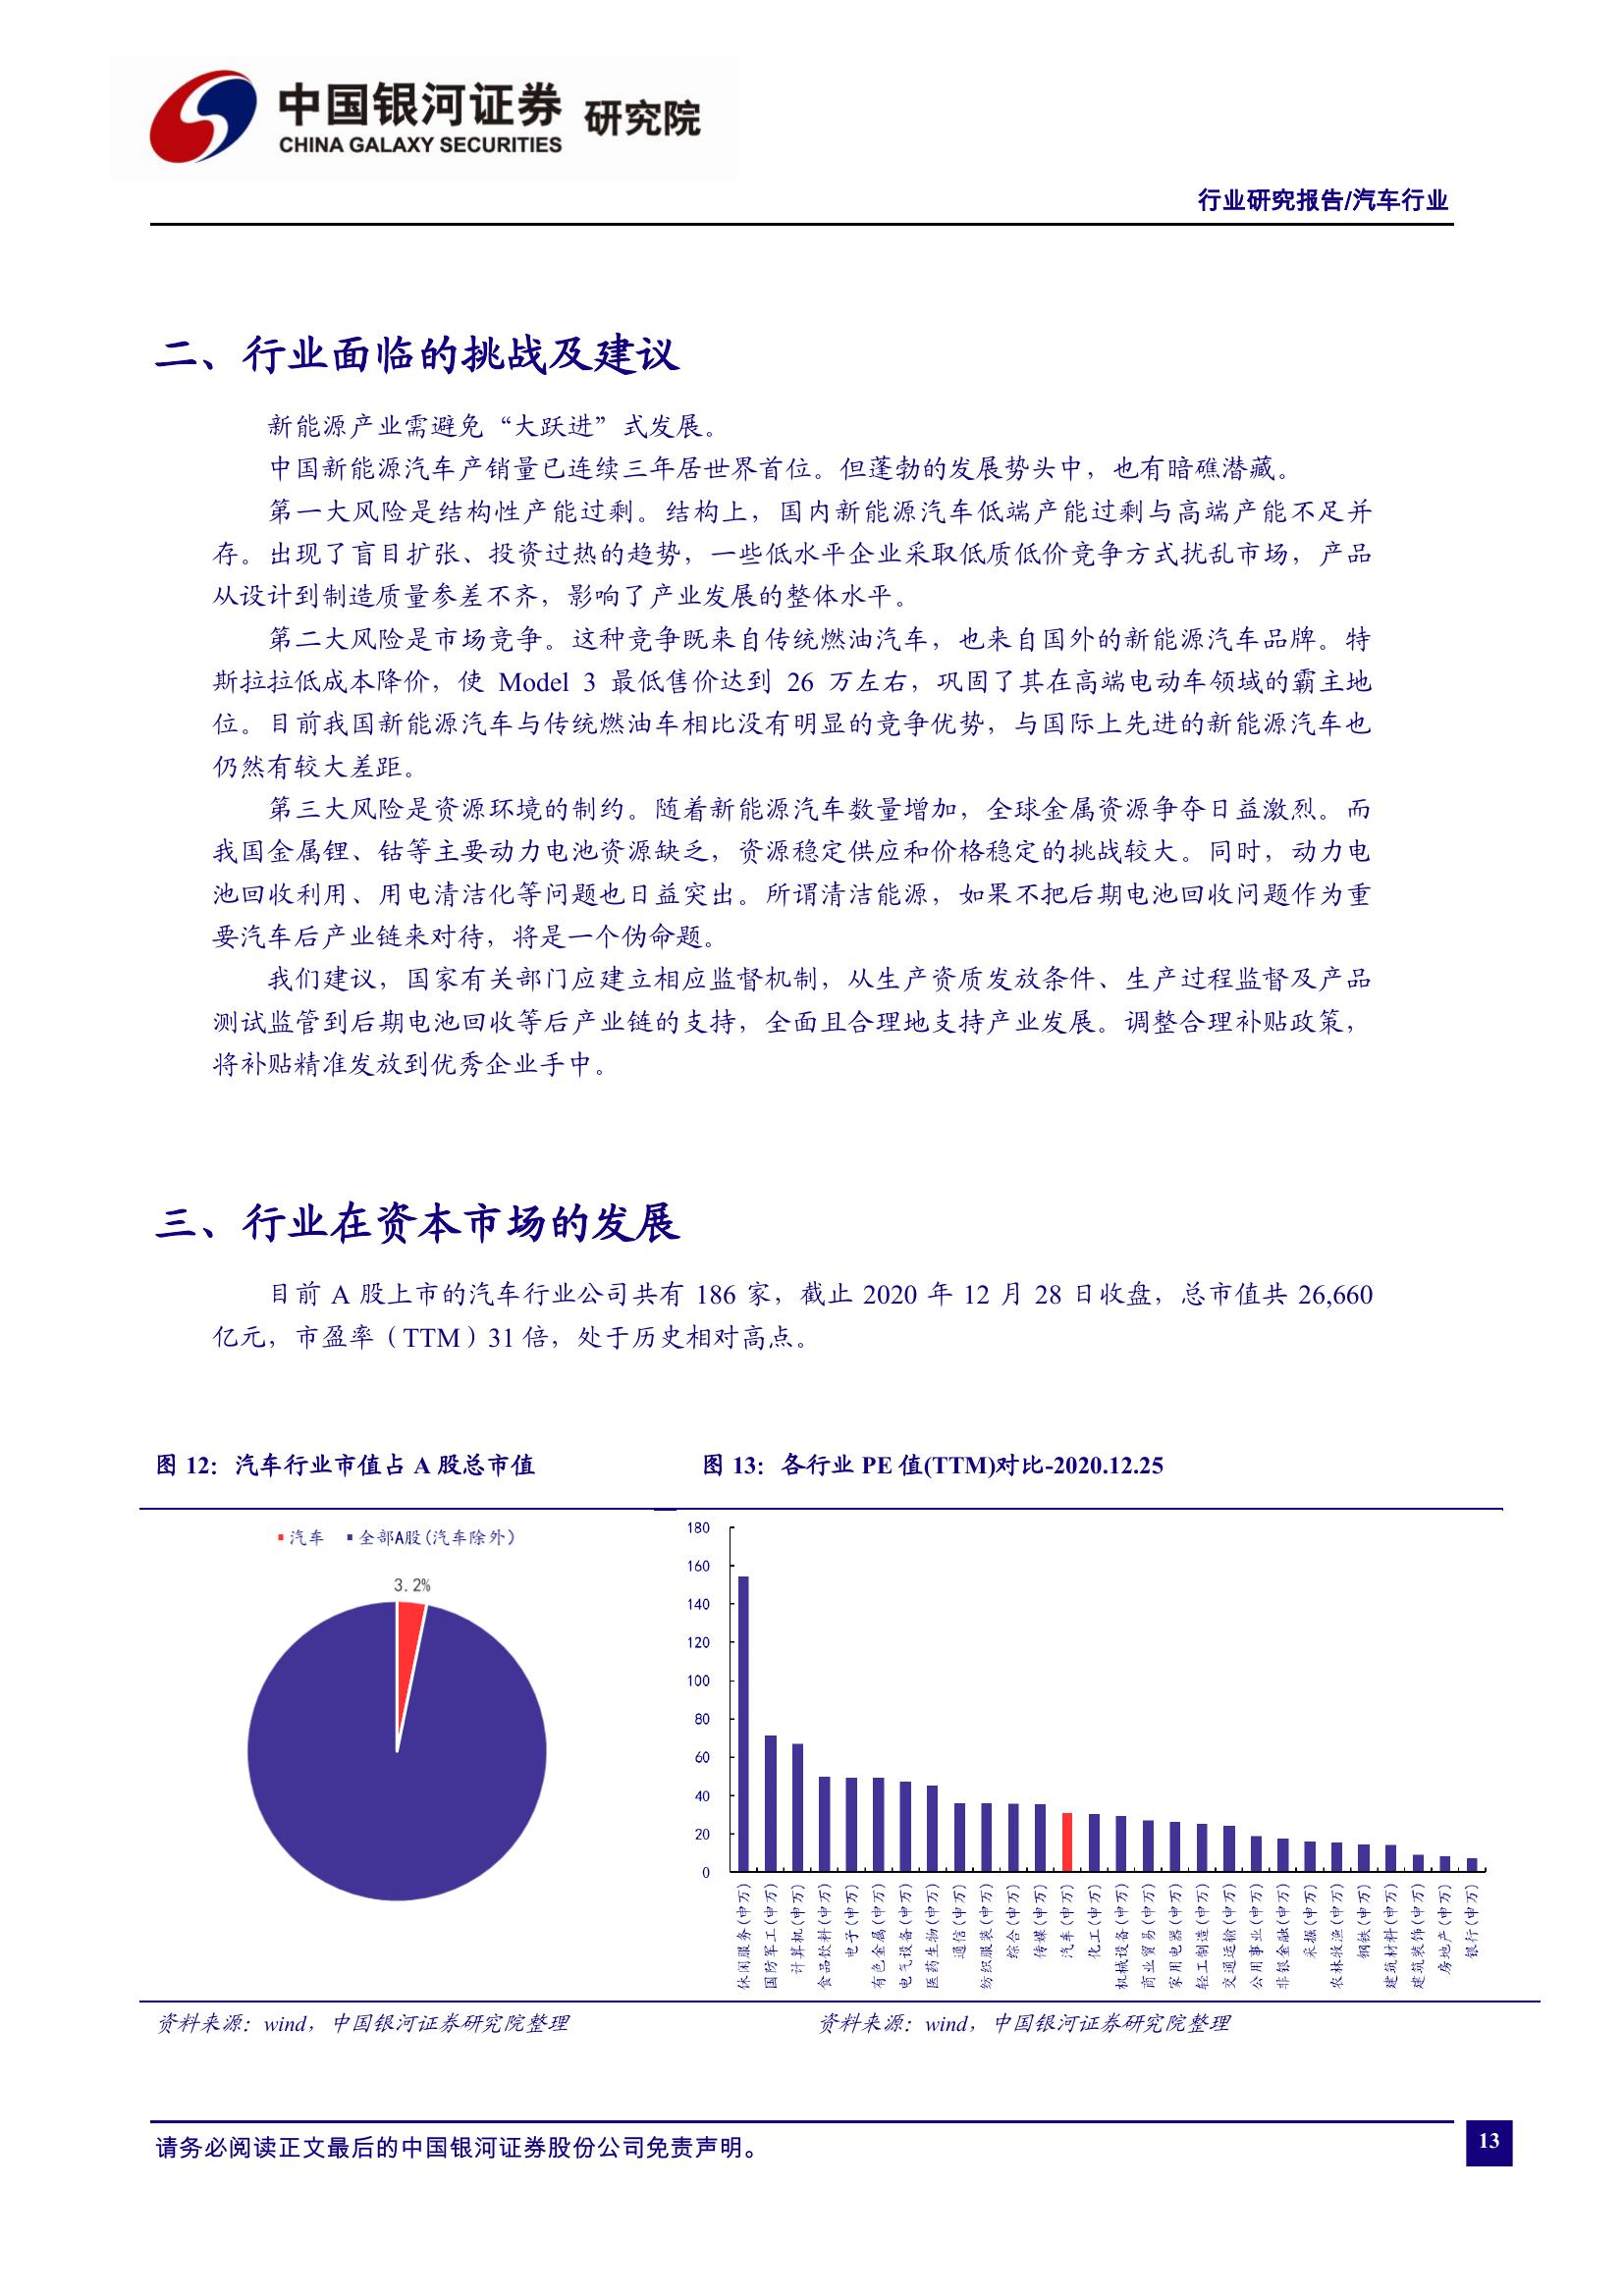 中国银河证券 研究院
CHINA GALAXY SECURITIES
行业研究报告/汽车行业
二、行业面临的挑战及建议
新能源产业需避免“大跃进”式发展。
中国新能源汽车产销量已连续三年居世界首位。但蓬勃的发展势头中，也有暗礁潜藏。
第一大风险是结构性产能过剩。结构上，国内新能源汽车低端产能过剩与高端产能不足并
存。出现了盲目扩张、投资过热的趋势，一些低水平企业采取低质低价竞争方式扰乱市场，产品
从设计到制造质量参差不齐，影响了产业发展的整体水平。
第二大风险是市场竞争。这种竞争既来自传统燃油汽车，也来自国外的新能源汽车品牌。特
斯拉拉低成本降价，使 Model 3 最低售价达到 26 万左右，巩固了其在高端电动车领域的霸主地
位。目前我国新能源汽车与传统燃油车相比没有明显的竞争优势，与国际上先进的新能源汽车也
仍然有较大差距。
第三大风险是资源环境的制约。随着新能源汽车数量增加，全球金属资源争夺日益激烈。而
我国金属锂、钴等主要动力电池资源缺乏，资源稳定供应和价格稳定的挑战较大。同时，动力电
池回收利用、用电清洁化等问题也日益突出。所谓清洁能源，如果不把后期电池回收问题作为重
要汽车后产业链来对待，将是一个伪命题。
我们建议，国家有关部门应建立相应监督机制，从生产资质发放条件、生产过程监督及产品
测试监管到后期电池回收等后产业链的支持，全面且合理地支持产业发展。调整合理补贴政策，
将补贴精准发放到优秀企业手中。
三、行业在资本市场的发展
目前 A 股上市的汽车行业公司共有 186 家，截止 2020 年 12 月 28 日收盘，总市值共 26,660
亿元，市盈率（TTM）31 倍，处于历史相对高点。
图 12：汽车行业市值占 A 股总市值
汽车 全部A股(汽车除外)
3.2%
资料来源：wind，中国银河证券研究院整理
图 13：各行业 PE 值(TTM)对比-2020.12.25
180
160
140
120
100
80
60
40
20
0
休闲服务(申万)
国防军工(申万)
计算机(申万)
食品饮料(申万)
电子(申万)
有色金属(申万)
电气设备(申万)
医药生物(申万)
通信(申万)
纺织服装(申万)
综合(申万)
传媒(申万)
汽车(申万)
化工(申万)
机械设备(申万)
商业贸易(申万)
家用电器(申万)
轻工制造(申万)
交通运输(申万)
公用事业(申万)
非银金融(申万)
采掘(申万)
农林牧渔(申万)
钢铁(申万)
建筑材料(申万)
建筑装饰(申万)
房地产(申万)
银行(申万)
资料来源：wind，中国银河证券研究院整理
请务必阅读正文最后的中国银河证券股份公司免责声明。
13